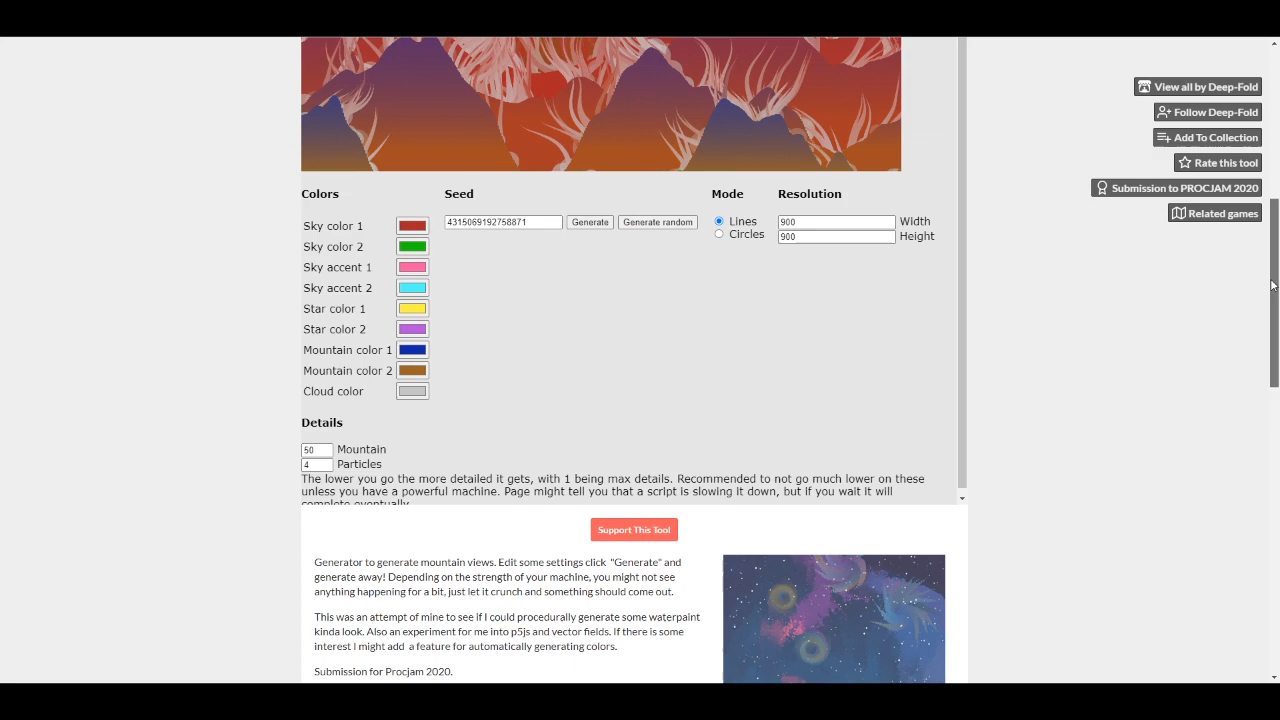 View all by Deep-Fold
Follow Deep-Fold
Add To Collection
Rate this tool
Submission to PROCJAM 2020
Related games
Colors
Seed
Mode
Resolution
Sky color 1
4315069192758871
Generate
Generate random
Lines
Circles
900 Width
900 Height
Sky color 2
Sky accent 1
Sky accent 2
Star color 1
Star color 2
Mountain color 1
Mountain color 2
Cloud color
Details
50 Mountain
4 Particles
The lower you go the more detailed it gets, with 1 being max details. Recommended to not go much lower on these
unless you have a powerful machine. Page might tell you that a script is slowing it down, but if you wait it will
complete eventually
Support This Tool
Generator to generate mountain views. Edit some settings click "Generate" and
generate away! Depending on the strength of your machine, you might not see
anything happening for a bit, just let it crunch and something should come out.
This was an attempt of mine to see if I could procedurally generate some waterpaint
kinda look. Also an experiment for me into p5js and vector fields. If there is some
interest I might add a feature for automatically generating colors.
Submission for Procjam 2020.